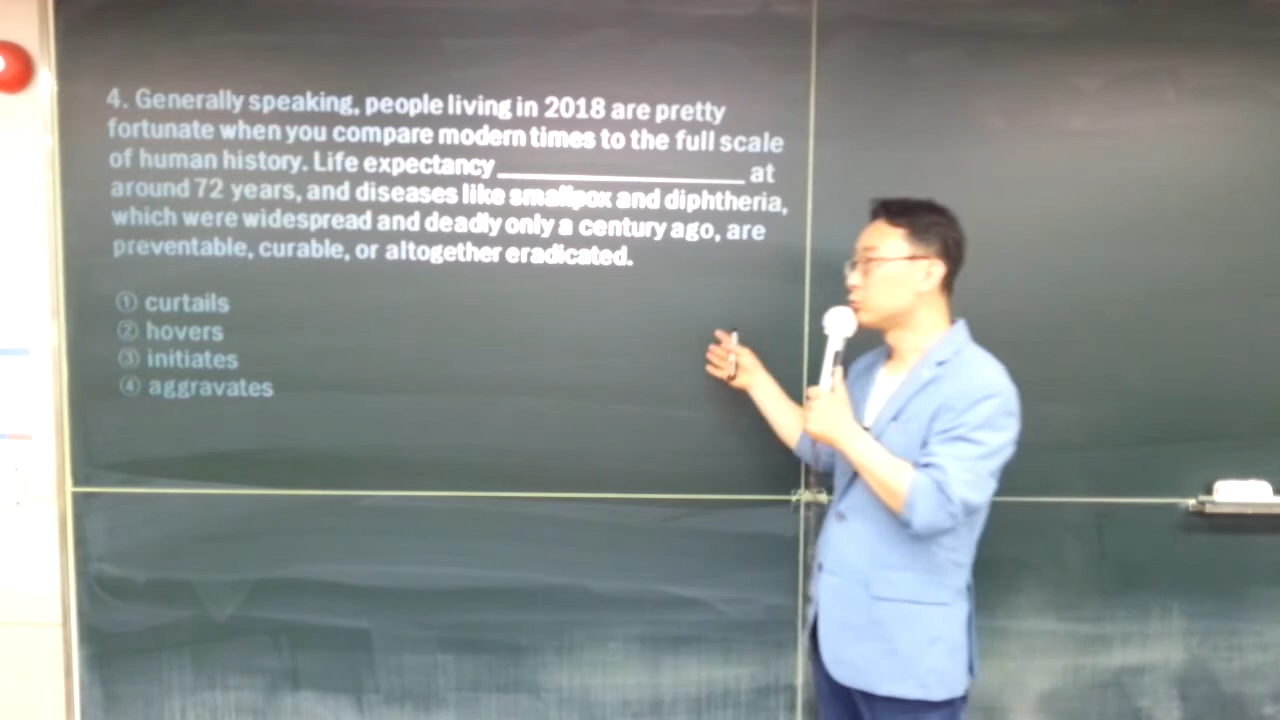 4. Generally speaking, people living in 2018 are pretty
fortunate when you compare modern times to the full scale
of human history. Life expectancy ____________________ at
around 72 years, and diseases like smallpox and diphtheria,
which were widespread and deadly only a century ago, are
preventable, curable, or altogether eradicated.
① curtails
② hovers
③ initiates
④ aggravates